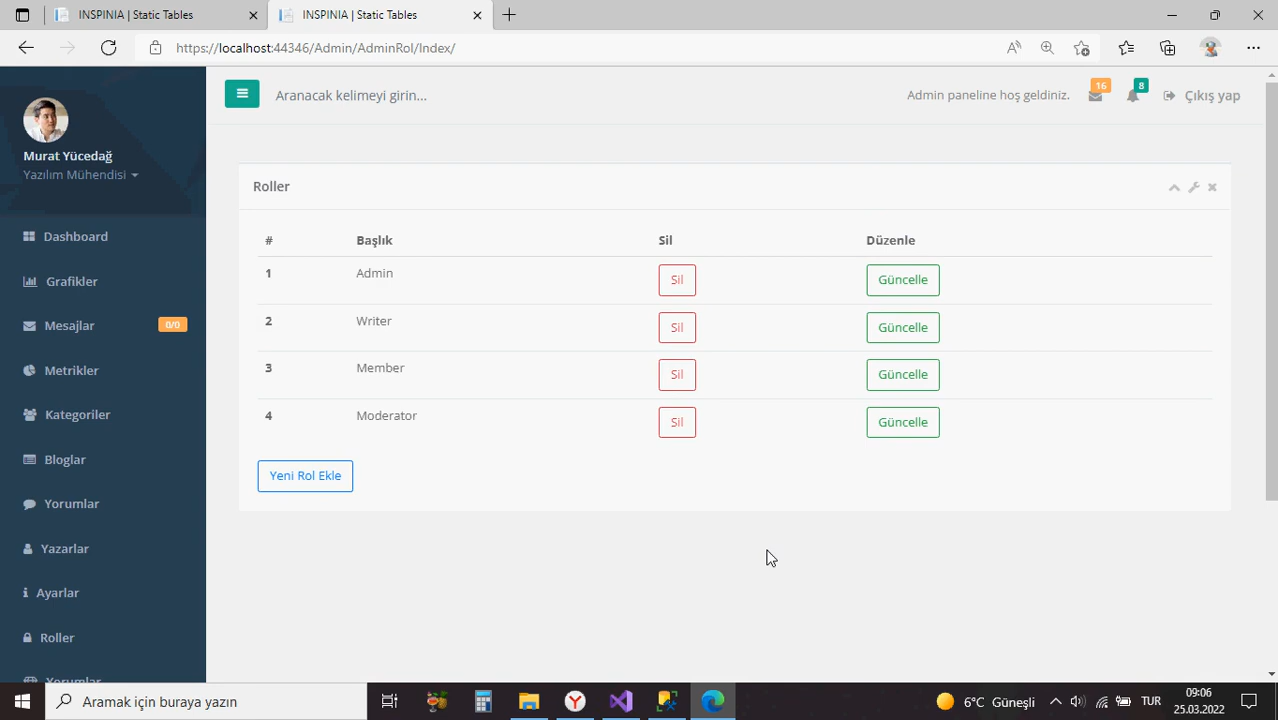 INSPINIA | Static Tables
INSPINIA | Static Tables
https://localhost:44346/Admin/AdminRol/Index/
Murat Yücedağ
Yazılım Mühendisi
Dashboard
Grafikler
Mesajlar 0/0
Metrikler
Kategoriler
Bloglar
Yorumlar
Yazarlar
Ayarlar
Roller
Yorumlar
Aranacak kelimeyi girin...
Admin paneline hoş geldiniz. 16 8 Çıkış yap
Roller
# Başlık Sil Düzenle
1 Admin Sil Güncelle
2 Writer Sil Güncelle
3 Member Sil Güncelle
4 Moderator Sil Güncelle
Yeni Rol Ekle
Aramak için buraya yazın
6°C Güneşli
TUR
09:06
25.03.2022